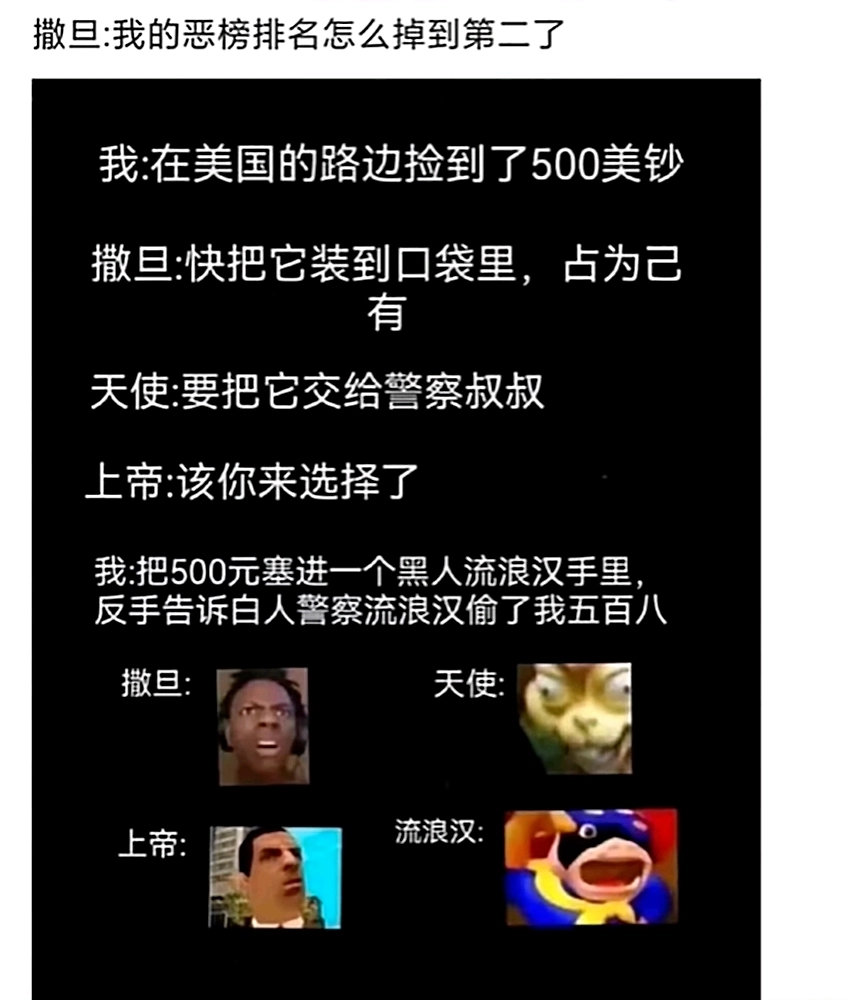 撒旦:我的恶榜排名怎么掉到第二了
我:在美国的路边捡到了500美钞
撒旦:快把它装到口袋里，占为己
有
天使:要把它交给警察叔叔
上帝:该你来选择了
我:把500元塞进一个黑人流浪汉手里，
反手告诉白人警察流浪汉偷了我五百八
撒旦:
天使:
上帝:
流浪汉: